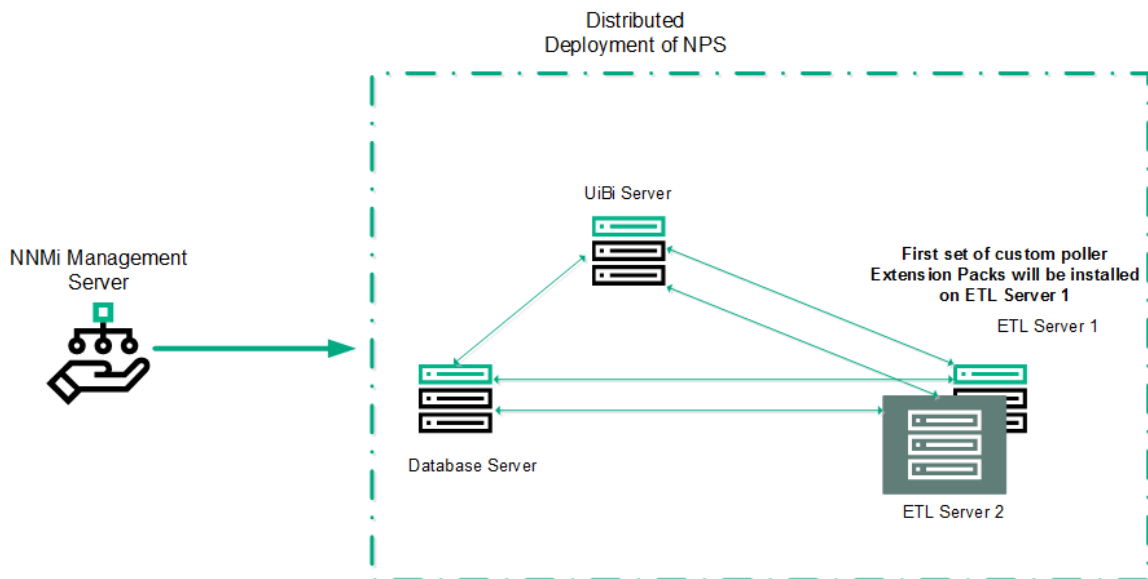 Distributed
Deployment of NPS
UiBi Server
NNMi Management
Server
First set of custom poller
Extension Packs will be installed
on ETL Server 1
ETL Server 1
Database Server
ETL Server 2